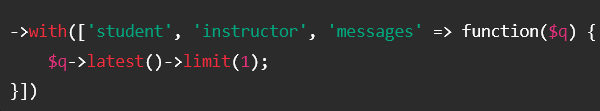 ->with(['student', 'instructor', 'messages' => function($q) {
    $q->latest()->limit(1);
}])